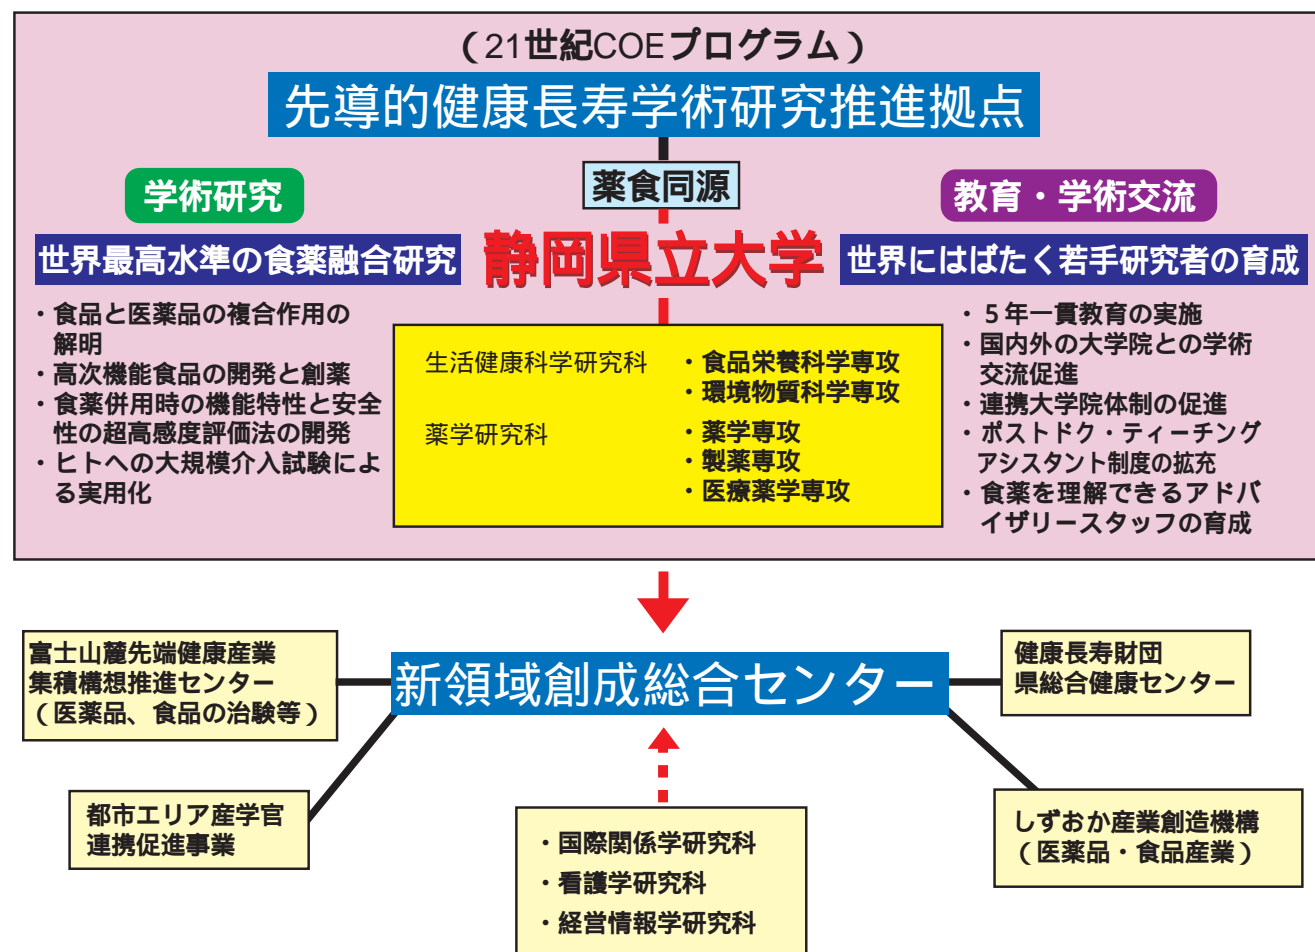 （21世紀COEプログラム）
先導的健康長寿学術研究推進拠点
薬食同源
学術研究
教育・学術交流
世界最高水準の食薬融合研究
静岡県立大学
世界にはばたく若手研究者の育成
・食品と医薬品の複合作用の
解明
・高次機能食品の開発と創薬
・食薬併用時の機能特性と安全
性の超高感度評価法の開発
・ヒトへの大規模介入試験によ
る実用化
生活健康科学研究科
・食品栄養科学専攻
・環境物質科学専攻
薬学研究科
・薬学専攻
・製薬専攻
・医療薬学専攻
・５年一貫教育の実施
・国内外の大学院との学術
交流促進
・連携大学院体制の促進
・ポストドク・ティーチング
アシスタント制度の拡充
・食薬を理解できるアドバ
イザリースタッフの育成
富士山麓先端健康産業
集積構想推進センター
（医薬品、食品の治験等）
新領域創成総合センター
健康長寿財団
県総合健康センター
都市エリア産学官
連携促進事業
・国際関係学研究科
・看護学研究科
・経営情報学研究科
しずおか産業創造機構
（医薬品・食品産業）